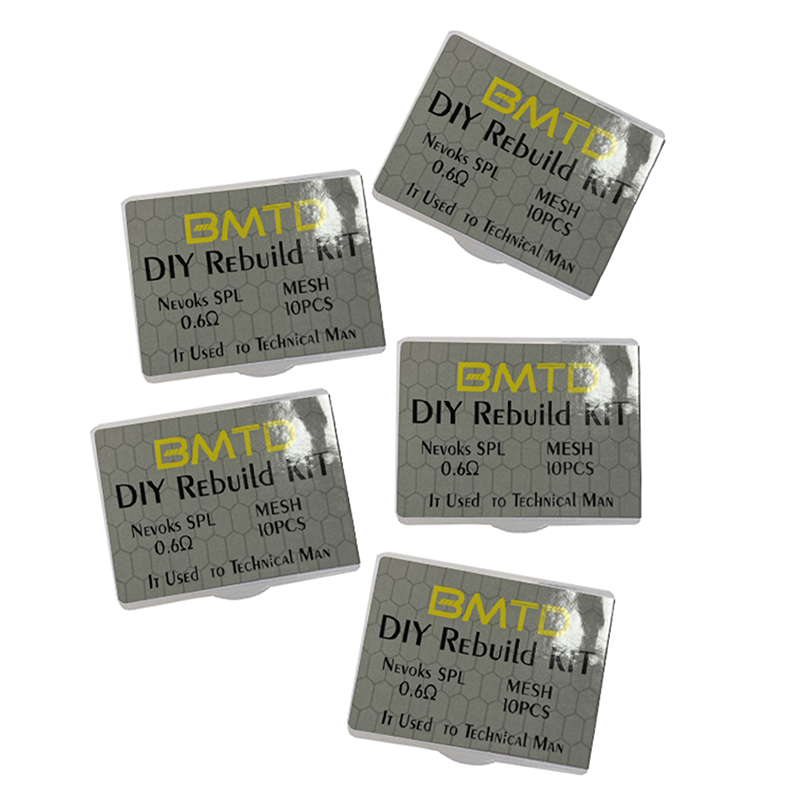 BMTD
DIY Rebuild KIT
Nevoks SPL MESH
0.6Ω 10PCS
It Used to Technical Man
BMTD
DIY Rebuild KIT
Nevoks SPL MESH
0.6Ω 10PCS
It Used to Technical Man
BMTD
DIY Rebuild KIT
Nevoks SPL MESH
0.6Ω 10PCS
It Used to Technical Man
BMTD
DIY Rebuild KIT
Nevoks SPL MESH
0.6Ω 10PCS
It Used to Technical Man
BMTD
DIY Rebuild KIT
Nevoks SPL MESH
0.6Ω 10PCS
It Used to Technical Man